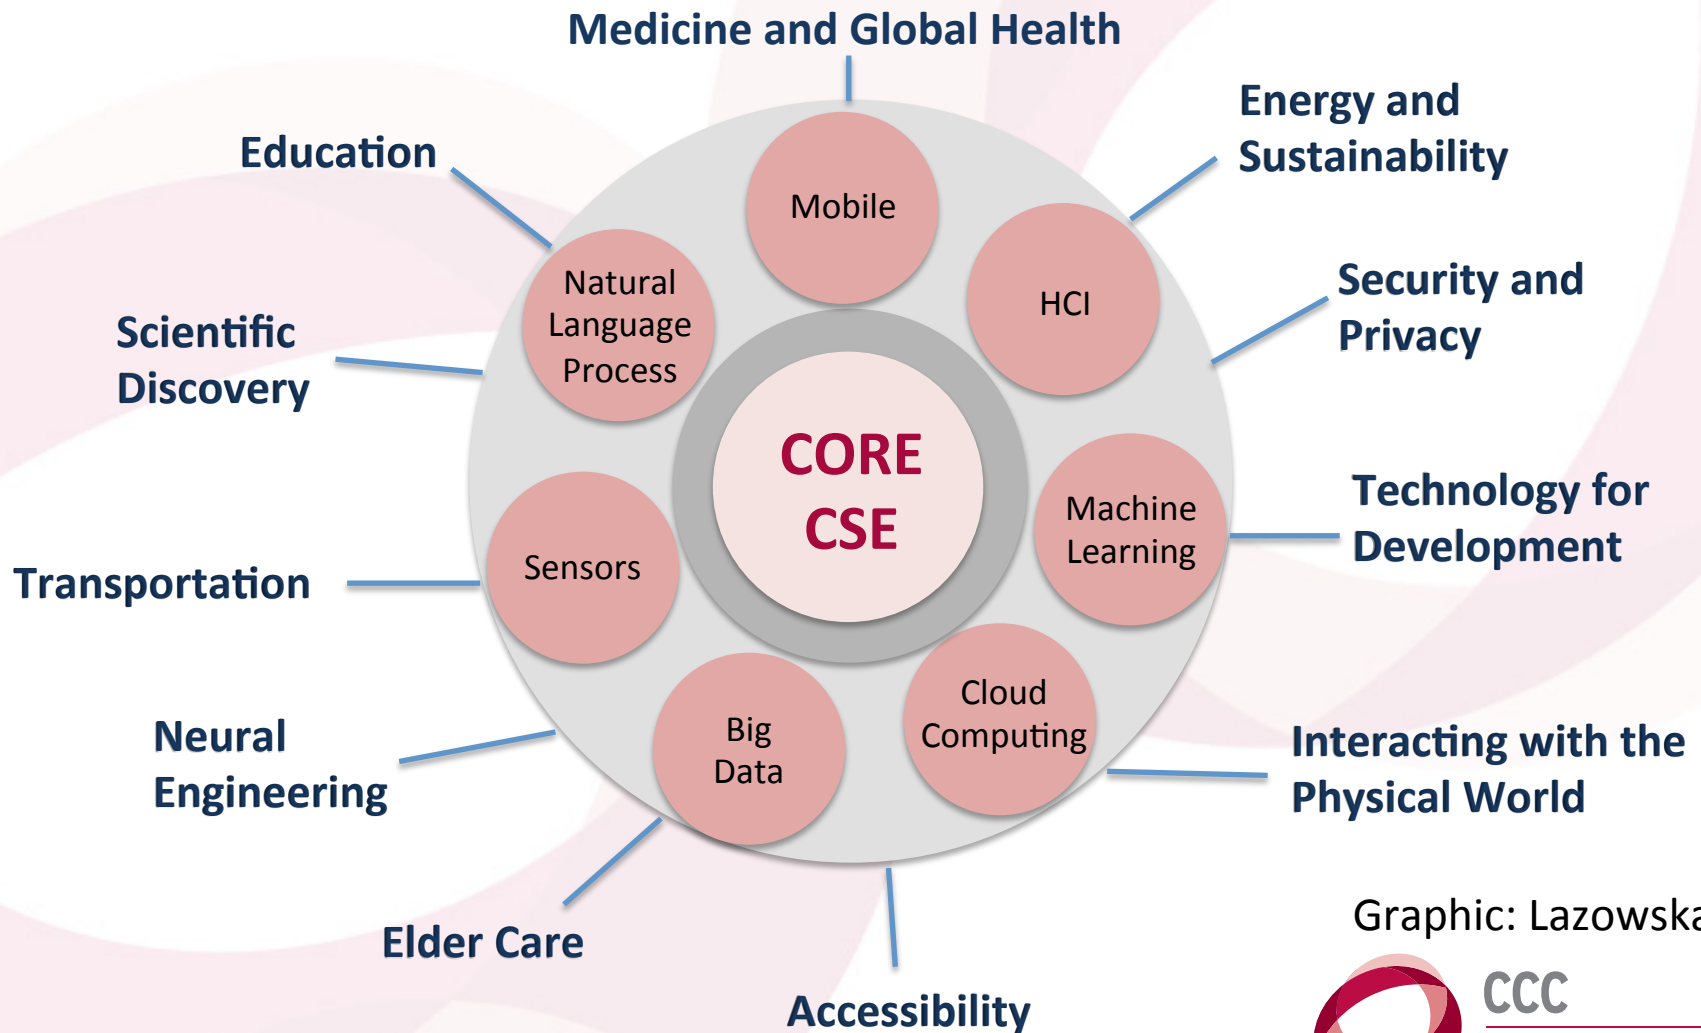 Medicine and Global Health
Energy and
Sustainability
Education
Mobile
Natural
Language
Process
HCI
Security and
Privacy
Scientific
Discovery
CORE
CSE
Machine
Learning
Technology for
Development
Sensors
Transportation
Cloud
Computing
Big
Data
Neural
Engineering
Interacting with the
Physical World
Elder Care
Graphic: Lazowska
Accessibility
CCC